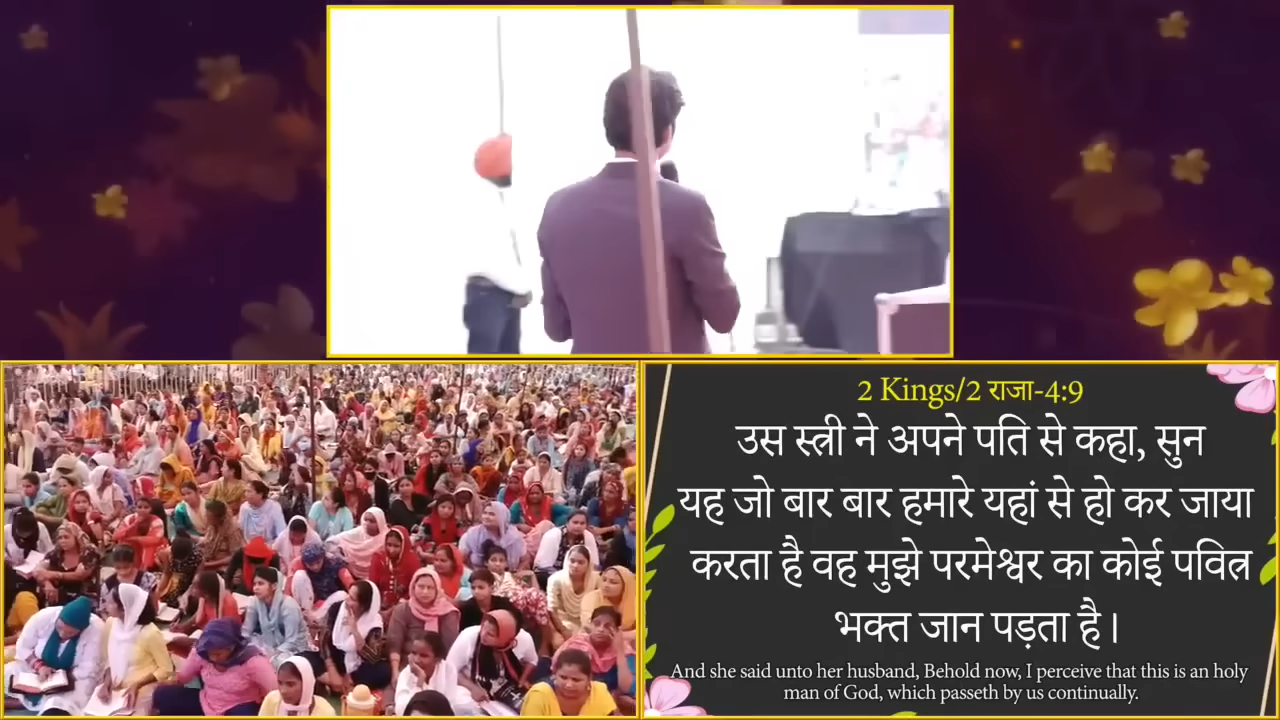 2 Kings/2 राजा-4:9
उस स्त्री ने अपने पति से कहा, सुन
यह जो बार बार हमारे यहां से हो कर जाया
करता है वह मुझे परमेश्वर का कोई पवित्र
भक्त जान पड़ता है।
And she said unto her husband, Behold now, I perceive that this is an holy
man of God, which passeth by us continually.